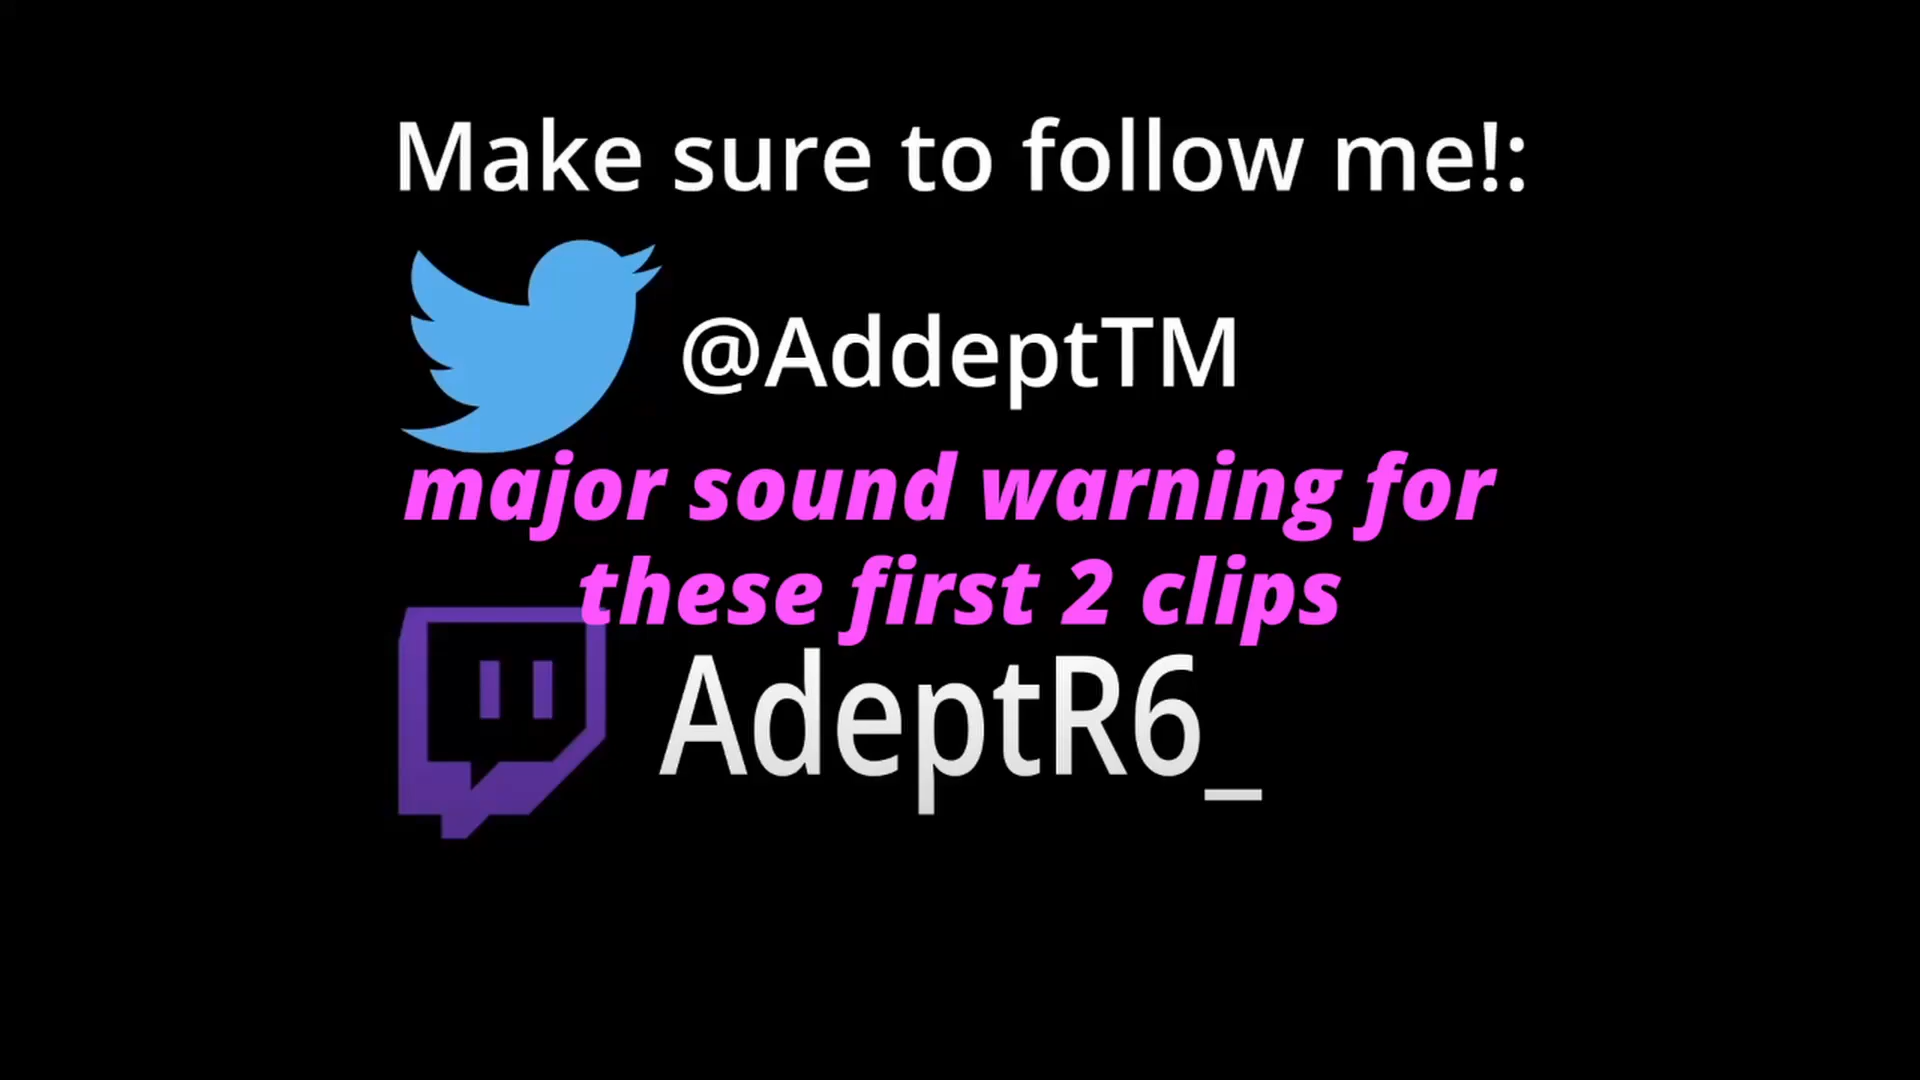 Make sure to follow me!:
@AddeptTM
major sound warning for
these first 2 clips
AdeptR6_